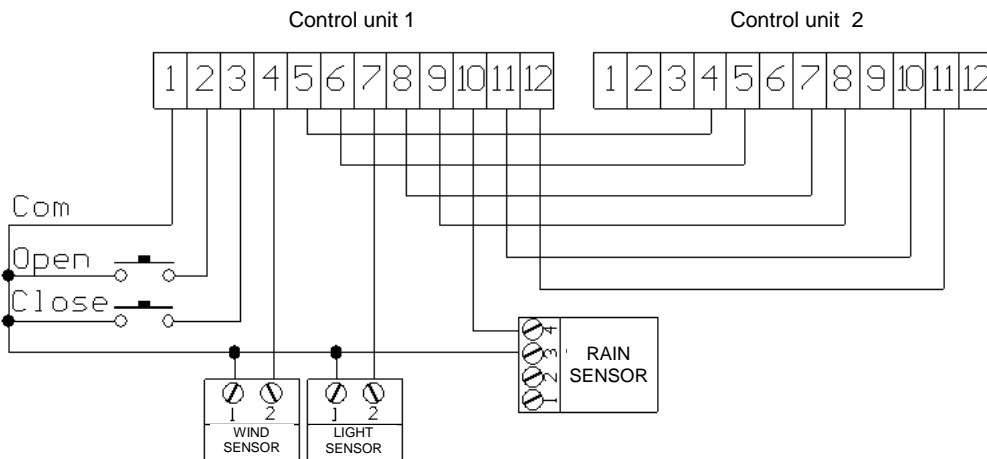 Control unit 1
Control unit 2
1 2 3 4 5 6 7 8 9 10 11 12
1 2 3 4 5 6 7 8 9 10 11 12
Com
Open
Close
4
3
2
1
RAIN
SENSOR
1 2
WIND
SENSOR
1 2
LIGHT
SENSOR